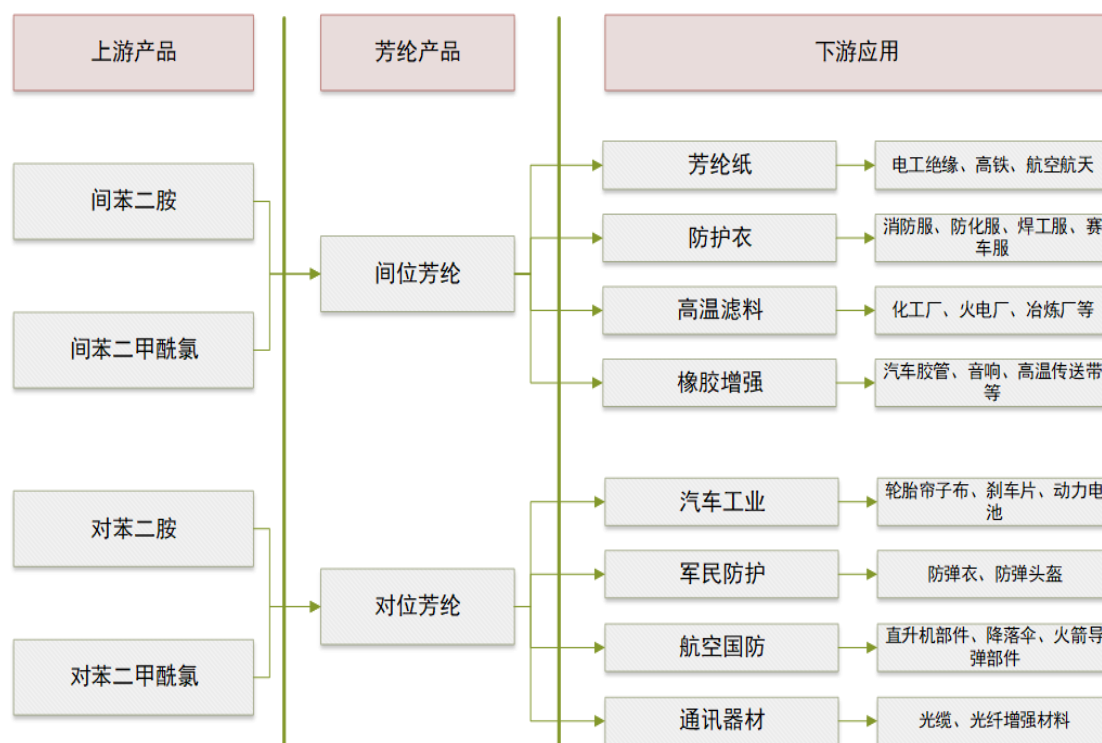 上游产品
芳纶产品
下游应用
间苯二胺
间苯二甲酰氯
间位芳纶
芳纶纸
电工绝缘、高铁、航空航天
防护衣
消防服、防化服、焊工服、赛
车服
高温滤料
化工厂、火电厂、冶炼厂等
橡胶增强
汽车胶管、音响、高温传送带
等
对苯二胺
对苯二甲酰氯
对位芳纶
汽车工业
轮胎帘子布、刹车片、动力电
池
军民防护
防弹衣、防弹头盔
航空国防
直升机部件、降落伞、火箭导
弹部件
通讯器材
光缆、光纤增强材料